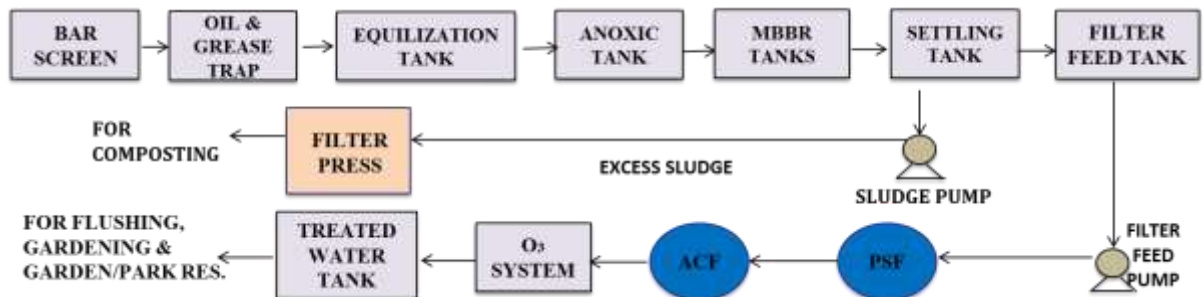 BAR
SCREEN
OIL &
GREASE
TRAP
EQUILIZATION
TANK
ANOXIC
TANK
MBBR
TANKS
SETTLING
TANK
FILTER
FEED TANK
FOR
COMPOSTING
FILTER
PRESS
EXCESS SLUDGE
SLUDGE PUMP
FOR FLUSHING,
GARDENING &
GARDEN/PARK RES.
TREATED
WATER
TANK
O₃
SYSTEM
ACF
PSF
FILTER
FEED
PUMP